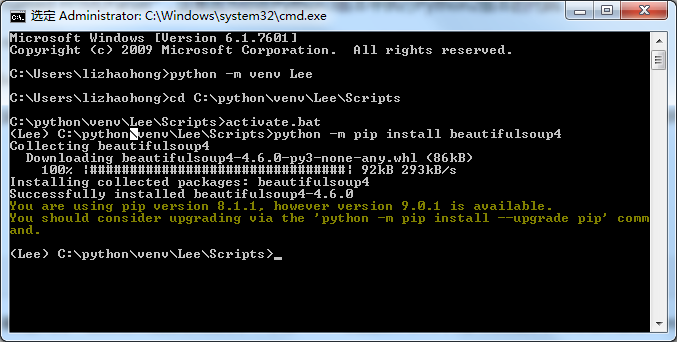 选定 Administrator: C:\Windows\system32\cmd.exe
Microsoft Windows [Version 6.1.7601]
Copyright (c) 2009 Microsoft Corporation.  All rights reserved.
C:\Users\lizhaohong>python -m venv Lee
C:\Users\lizhaohong>cd C:\python\venv\Lee\Scripts
C:\python\venv\Lee\Scripts>activate.bat
(Lee) C:\python\venv\Lee\Scripts>python -m pip install beautifulsoup4
Collecting beautifulsoup4
  Downloading beautifulsoup4-4.6.0-py3-none-any.whl (86kB)
    100% |################################| 92kB 293kB/s
Installing collected packages: beautifulsoup4
Successfully installed beautifulsoup4-4.6.0
You are using pip version 8.1.1, however version 9.0.1 is available.
You should consider upgrading via the 'python -m pip install --upgrade pip' comm
and.
(Lee) C:\python\venv\Lee\Scripts>_